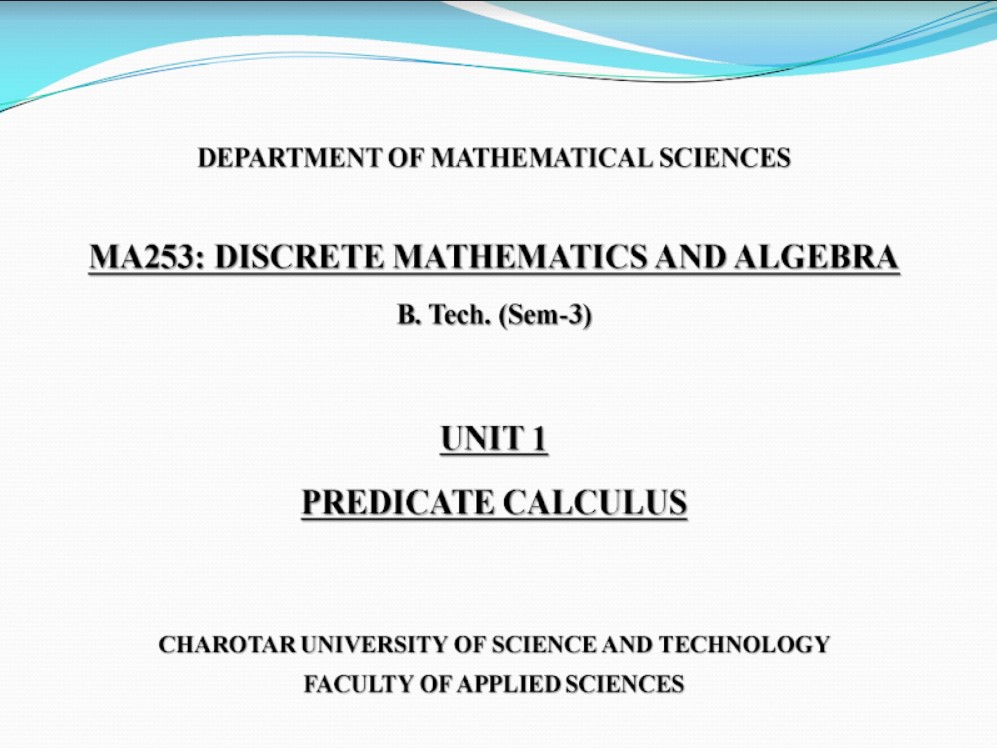 DEPARTMENT OF MATHEMATICAL SCIENCES
MA253: DISCRETE MATHEMATICS AND ALGEBRA
B. Tech. (Sem-3)
UNIT 1
PREDICATE CALCULUS
CHAROTAR UNIVERSITY OF SCIENCE AND TECHNOLOGY
FACULTY OF APPLIED SCIENCES